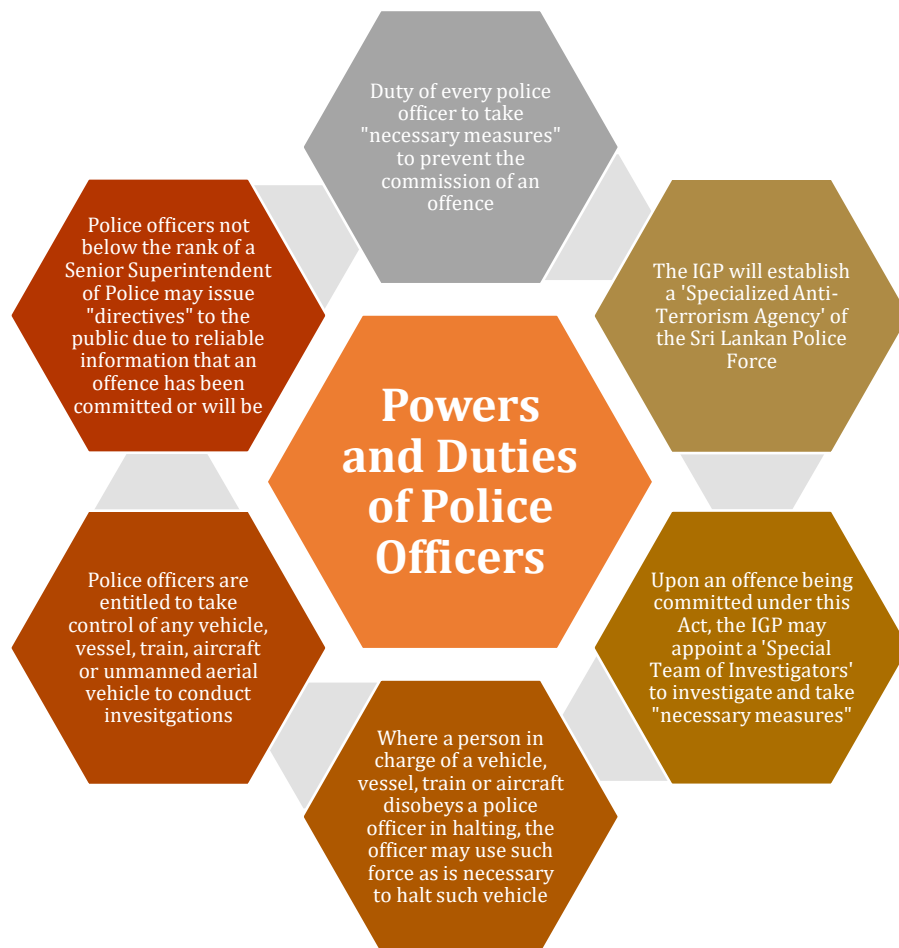 Duty of every police
officer to take
"necessary measures"
to prevent the
commission of an
offence
Police officers not
below the rank of a
Senior Superintendent
of Police may issue
"directives" to the
public due to reliable
information that an
offence has been
committed or will be
The IGP will establish
a 'Specialized Anti-
Terrorism Agency' of
the Sri Lankan Police
Force
Powers
and Duties
of Police
Officers
Police officers are
entitled to take
control of any vehicle,
vessel, train, aircraft
or unmanned aerial
vehicle to conduct
invesitgations
Upon an offence being
committed under this
Act, the IGP may
appoint a 'Special
Team of Investigators'
to investigate and take
"necessary measures"
Where a person in
charge of a vehicle,
vessel, train or aircraft
disobeys a police
officer in halting, the
officer may use such
force as is necessary
to halt such vehicle